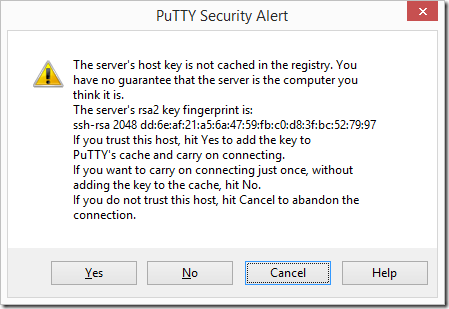 PuTTY Security Alert
The server's host key is not cached in the registry. You
have no guarantee that the server is the computer you
think it is.
The server's rsa2 key fingerprint is:
ssh-rsa 2048 dd:6e:af:21:a5:6a:47:59:fb:c0:d8:3f:bc:52:79:97
If you trust this host, hit Yes to add the key to
PuTTY's cache and carry on connecting.
If you want to carry on connecting just once, without
adding the key to the cache, hit No.
If you do not trust this host, hit Cancel to abandon the
connection.
Yes No Cancel Help